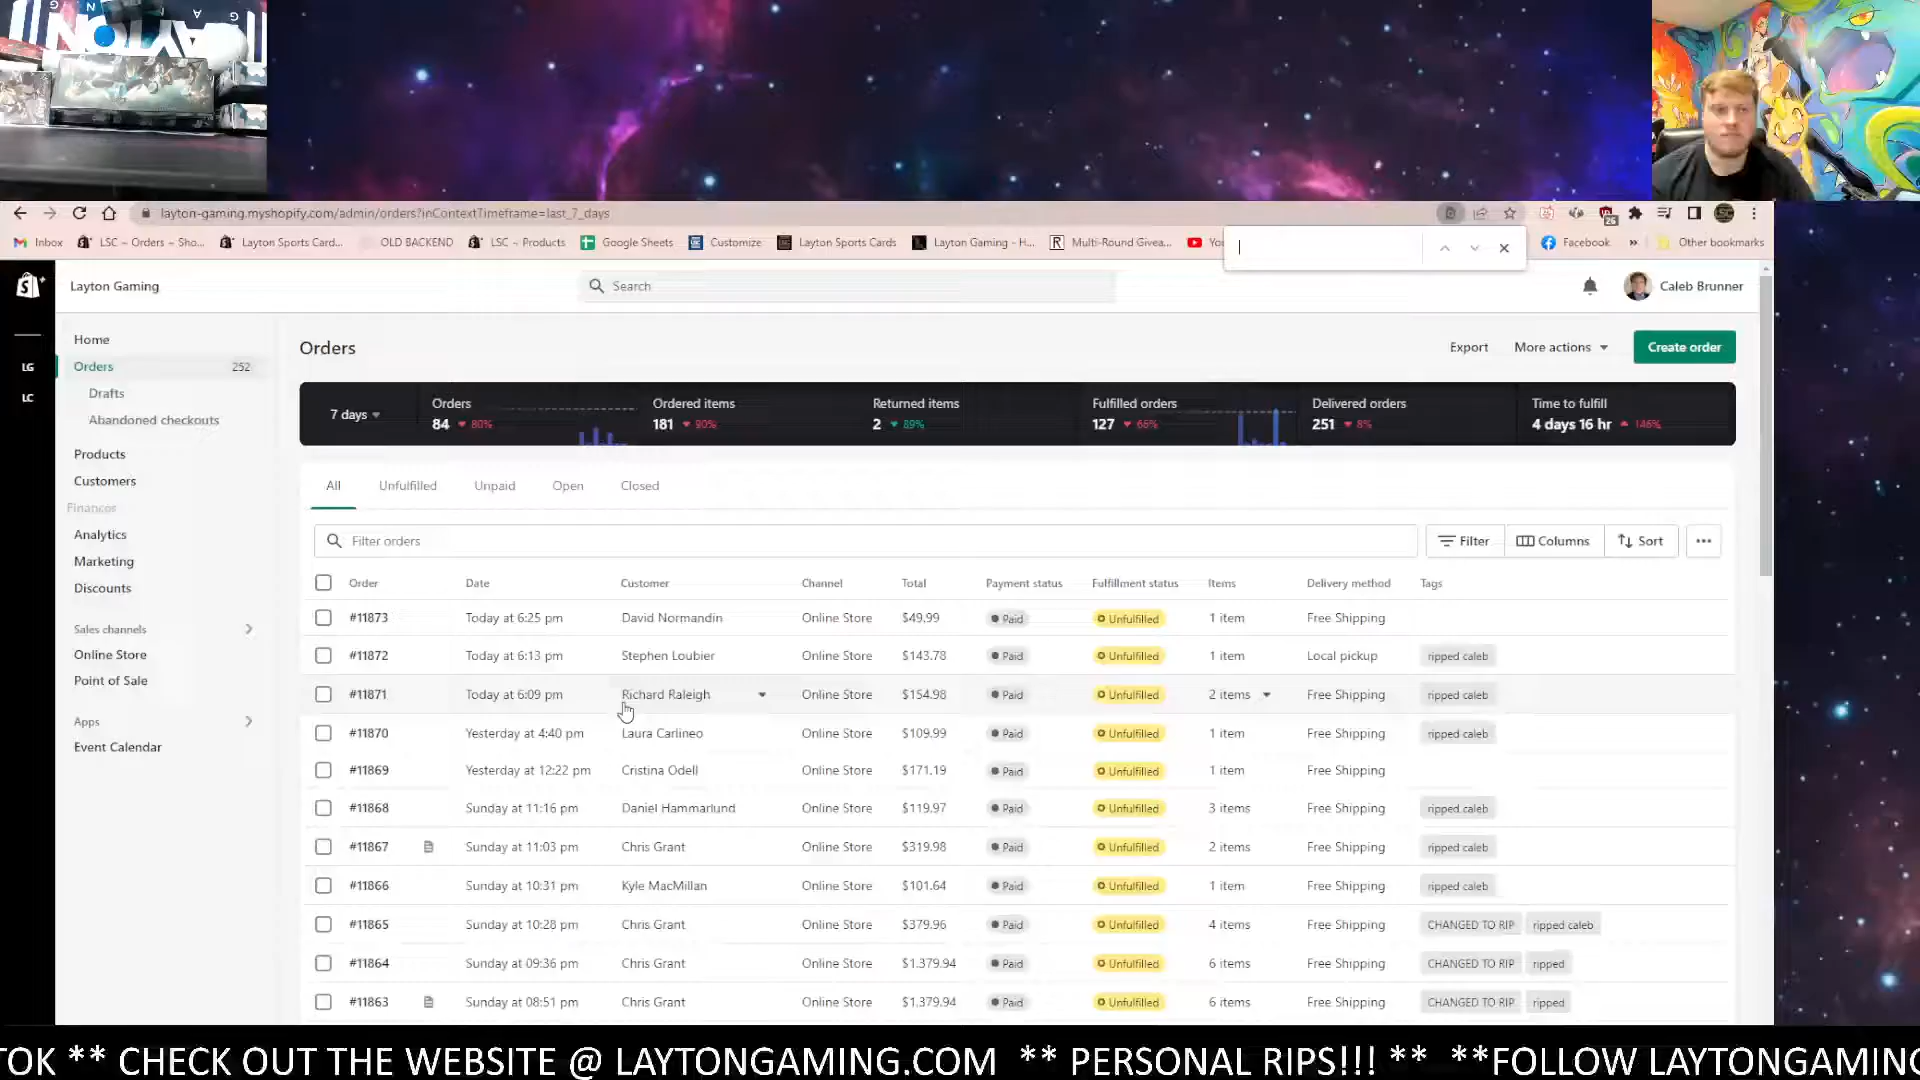 layton-gaming.myshopify.com/admin/orders?inContextTimeframe=last_7_days
26
LSC
Inbox
LSC ~ Orders ~ Sho...
Layton Sports Card...
OLD BACKEND
LSC ~ Products
Google Sheets
Customize
Layton Sports Cards
Layton Gaming - H...
Multi-Round Givea...
Facebook
Other bookmarks
Layton Gaming
Search
Caleb Brunner
LG
LC
Home
Orders 252
Drafts
Abandoned checkouts
Products
Customers
Finances
Analytics
Marketing
Discounts
Sales channels
Online Store
Point of Sale
Apps
Event Calendar
Orders
Export More actions Create order
7 days
Orders Ordered items Returned items Fulfilled orders Delivered orders Time to fulfill
84 80% 181 90% 2 89% 127 66% 251 8% 4 days 16 hr 146%
All Unfulfilled Unpaid Open Closed
Filter orders Filter Columns Sort
Order Date Customer Channel Total Payment status Fulfillment status Items Delivery method Tags
#11873 Today at 6:25 pm David Normandin Online Store $49.99 Paid Unfulfilled 1 item Free Shipping
#11872 Today at 6:13 pm Stephen Loubier Online Store $143.78 Paid Unfulfilled 1 item Local pickup ripped caleb
#11871 Today at 6:09 pm Richard Raleigh Online Store $154.98 Paid Unfulfilled 2 items Free Shipping ripped caleb
#11870 Yesterday at 4:40 pm Laura Carlineo Online Store $109.99 Paid Unfulfilled 1 item Free Shipping ripped caleb
#11869 Yesterday at 12:22 pm Cristina Odell Online Store $171.19 Paid Unfulfilled 1 item Free Shipping
#11868 Sunday at 11:16 pm Daniel Hammarlund Online Store $119.97 Paid Unfulfilled 3 items Free Shipping ripped caleb
#11867 Sunday at 11:03 pm Chris Grant Online Store $319.98 Paid Unfulfilled 2 items Free Shipping ripped caleb
#11866 Sunday at 10:31 pm Kyle MacMillan Online Store $101.64 Paid Unfulfilled 1 item Free Shipping ripped caleb
#11865 Sunday at 10:28 pm Chris Grant Online Store $379.96 Paid Unfulfilled 4 items Free Shipping CHANGED TO RIP ripped caleb
#11864 Sunday at 09:36 pm Chris Grant Online Store $1,379.94 Paid Unfulfilled 6 items Free Shipping CHANGED TO RIP ripped
#11863 Sunday at 08:51 pm Chris Grant Online Store $1,379.94 Paid Unfulfilled 6 items Free Shipping CHANGED TO RIP ripped
TOK ** CHECK OUT THE WEBSITE @ LAYTONGAMING.COM ** PERSONAL RIPS!!! ** **FOLLOW LAYTONGAMING